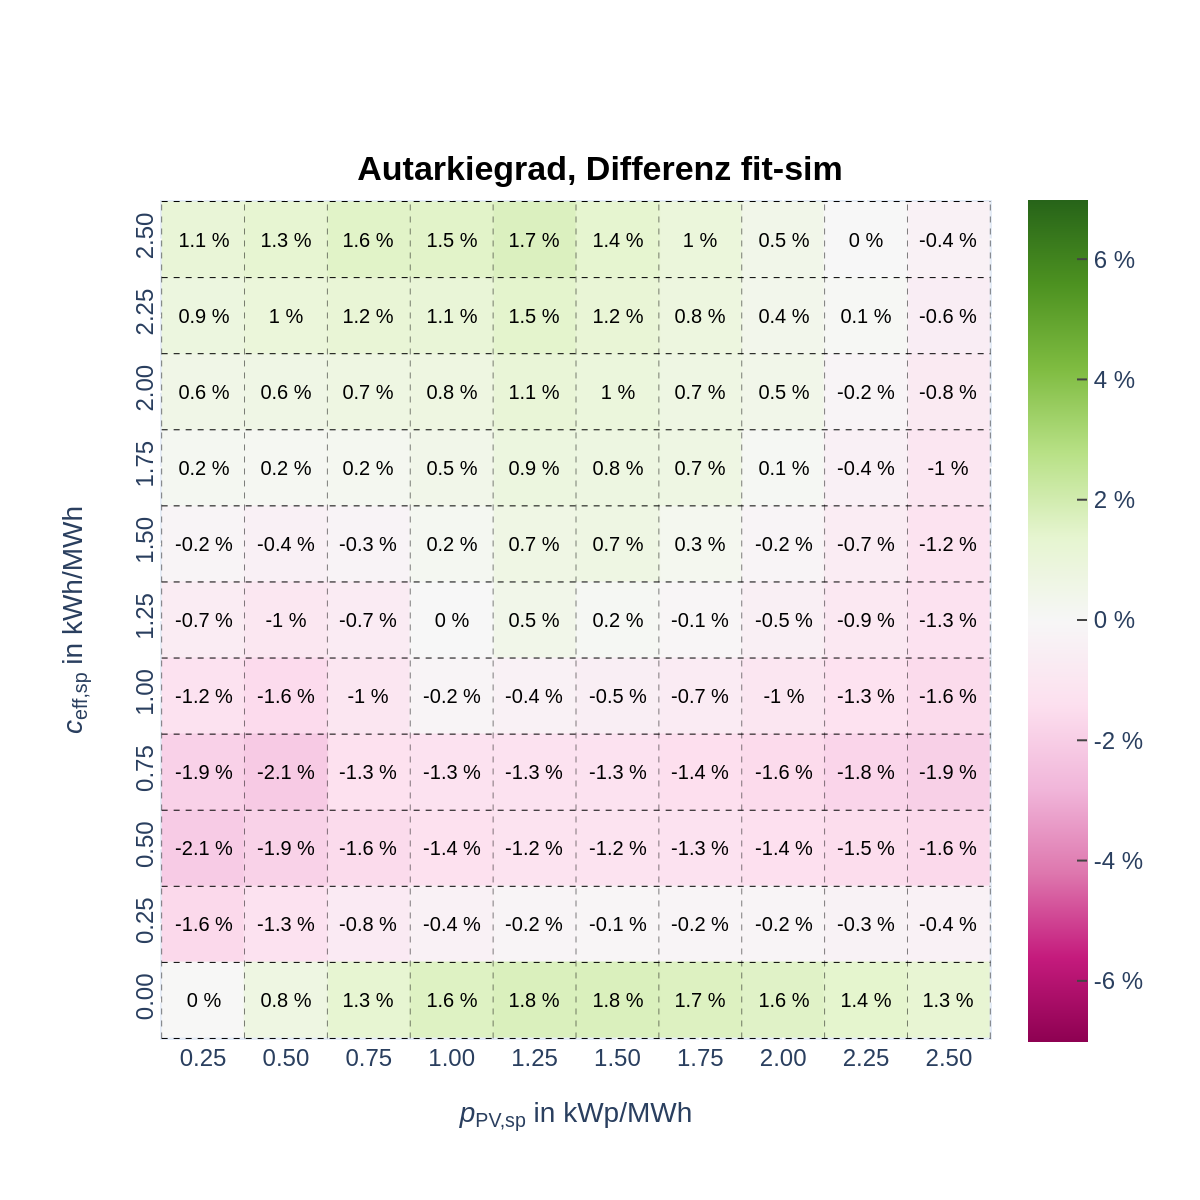 Autarkiegrad, Differenz fit-sim
2.50 1.1 % 1.3 % 1.6 % 1.5 % 1.7 % 1.4 % 1 % 0.5 % 0 % -0.4 %
2.25 0.9 % 1 % 1.2 % 1.1 % 1.5 % 1.2 % 0.8 % 0.4 % 0.1 % -0.6 %
2.00 0.6 % 0.6 % 0.7 % 0.8 % 1.1 % 1 % 0.7 % 0.5 % -0.2 % -0.8 %
1.75 0.2 % 0.2 % 0.2 % 0.5 % 0.9 % 0.8 % 0.7 % 0.1 % -0.4 % -1 %
1.50 -0.2 % -0.4 % -0.3 % 0.2 % 0.7 % 0.7 % 0.3 % -0.2 % -0.7 % -1.2 %
1.25 -0.7 % -1 % -0.7 % 0 % 0.5 % 0.2 % -0.1 % -0.5 % -0.9 % -1.3 %
1.00 -1.2 % -1.6 % -1 % -0.2 % -0.4 % -0.5 % -0.7 % -1 % -1.3 % -1.6 %
0.75 -1.9 % -2.1 % -1.3 % -1.3 % -1.3 % -1.3 % -1.4 % -1.6 % -1.8 % -1.9 %
0.50 -2.1 % -1.9 % -1.6 % -1.4 % -1.2 % -1.2 % -1.3 % -1.4 % -1.5 % -1.6 %
0.25 -1.6 % -1.3 % -0.8 % -0.4 % -0.2 % -0.1 % -0.2 % -0.2 % -0.3 % -0.4 %
0.00 0 % 0.8 % 1.3 % 1.6 % 1.8 % 1.8 % 1.7 % 1.6 % 1.4 % 1.3 %
0.25 0.50 0.75 1.00 1.25 1.50 1.75 2.00 2.25 2.50
pPV,sp in kWp/MWh
ceff,sp in kWh/MWh
6 %
4 %
2 %
0 %
-2 %
-4 %
-6 %